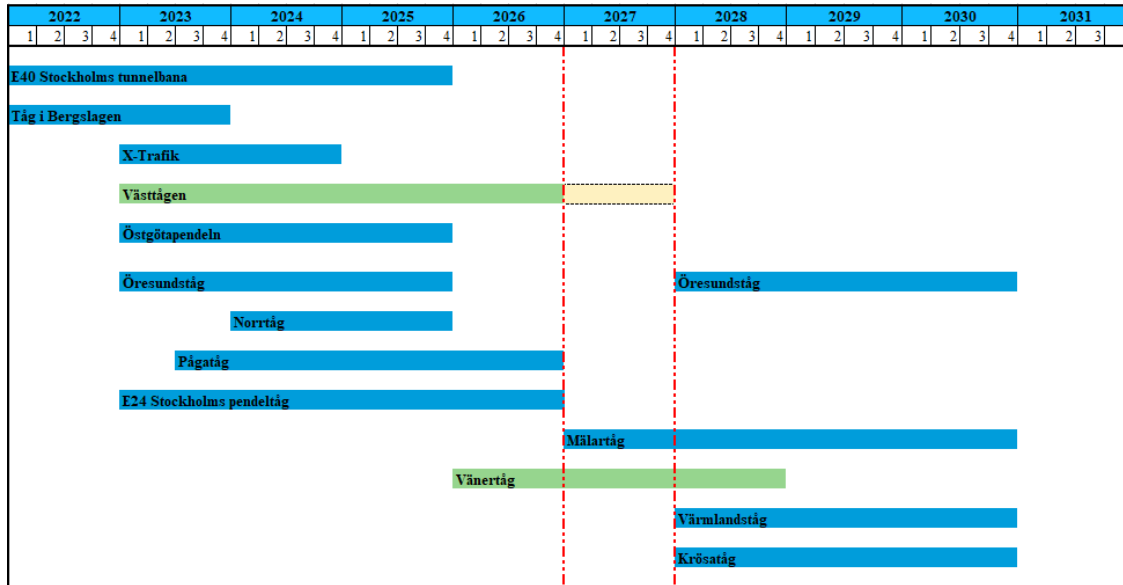 2022 2023 2024 2025 2026 2027 2028 2029 2030 2031
1 2 3 4 1 2 3 4 1 2 3 4 1 2 3 4 1 2 3 4 1 2 3 4 1 2 3 4 1 2 3 4 1 2 3 4 1 2 3
E40 Stockholms tunnelbana
Tåg i Bergslagen
X-Trafik
Västtågen
Östgötapendeln
Öresundståg Öresundståg
Norrtåg
Pågatåg
E24 Stockholms pendeltåg
Mälartåg
Vänertåg
Värmlandståg
Krösatåg